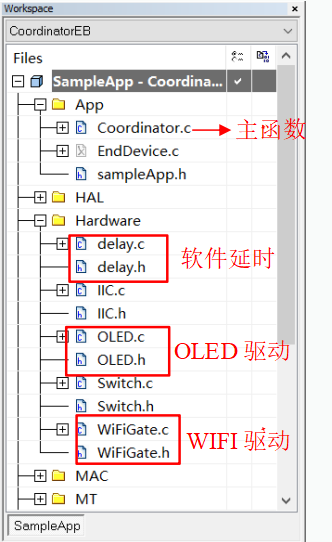 Workspace
CoordinatorEB
Files
SampleApp - Coordina...
App
Coordinator.c 主函数
EndDevice.c
sampleApp.h
HAL
Hardware
delay.c
delay.h
软件延时
IIC.c
IIC.h
OLED.c
OLED.h
OLED 驱动
Switch.c
Switch.h
WiFiGate.c
WiFiGate.h
WIFI 驱动
MAC
MT
SampleApp